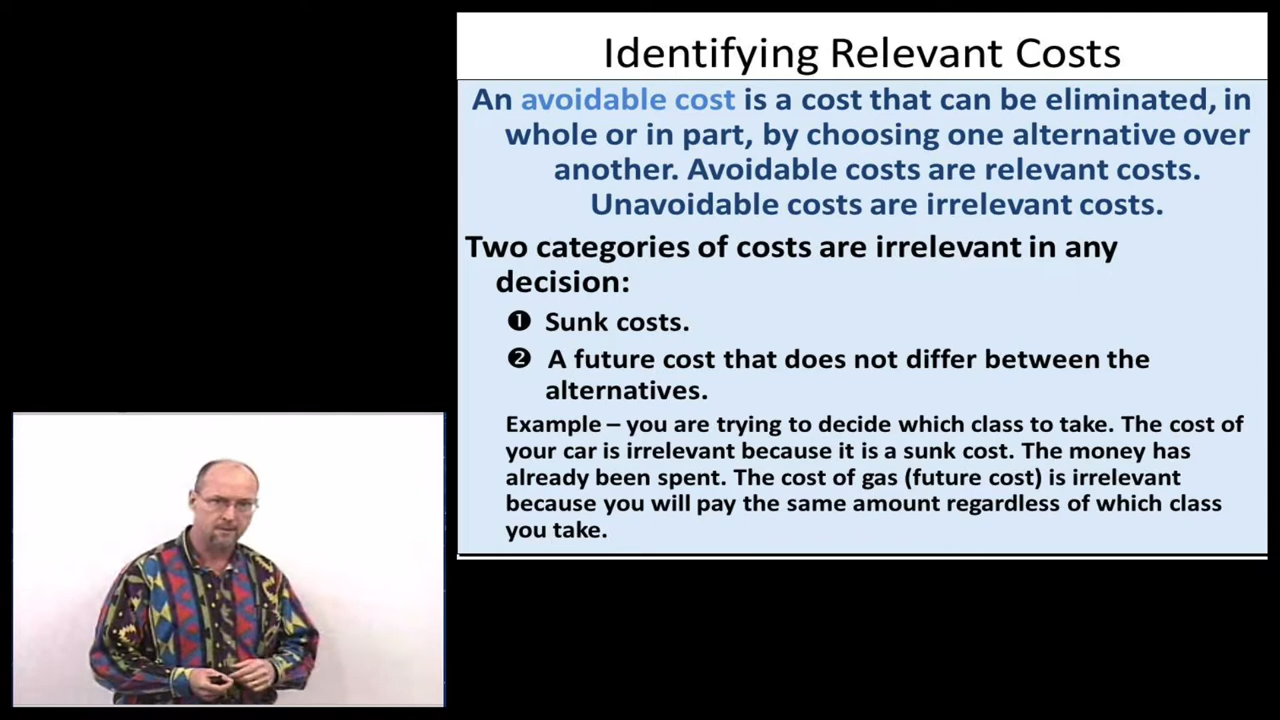 Identifying Relevant Costs
An avoidable cost is a cost that can be eliminated, in
whole or in part, by choosing one alternative over
another. Avoidable costs are relevant costs.
Unavoidable costs are irrelevant costs.
Two categories of costs are irrelevant in any
decision:
❶ Sunk costs.
❷ A future cost that does not differ between the
alternatives.
Example – you are trying to decide which class to take. The cost of
your car is irrelevant because it is a sunk cost. The money has
already been spent. The cost of gas (future cost) is irrelevant
because you will pay the same amount regardless of which class
you take.